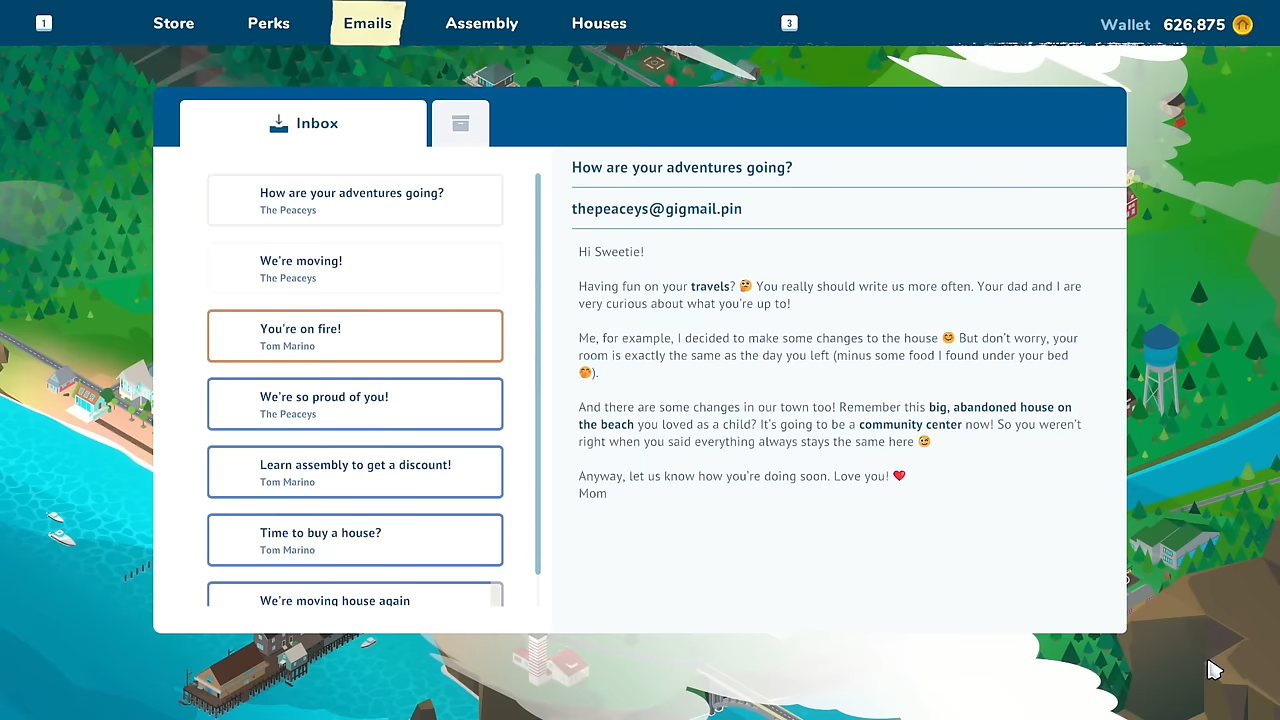 1
Store
Perks
Emails
Assembly
Houses
3
Wallet 626,875
Inbox
How are your adventures going?
The Peaceys
We're moving!
The Peaceys
You're on fire!
Tom Marino
We're so proud of you!
The Peaceys
Learn assembly to get a discount!
Tom Marino
Time to buy a house?
Tom Marino
We're moving house again
How are your adventures going?
thepeaceys@gigmail.pin
Hi Sweetie!
Having fun on your travels? 🤔 You really should write us more often. Your dad and I are
very curious about what you're up to!
Me, for example, I decided to make some changes to the house 😊 But don't worry, your
room is exactly the same as the day you left (minus some food I found under your bed
🤭).
And there are some changes in our town too! Remember this big, abandoned house on
the beach you loved as a child? It's going to be a community center now! So you weren't
right when you said everything always stays the same here 😉
Anyway, let us know how you're doing soon. Love you! ❤️
Mom